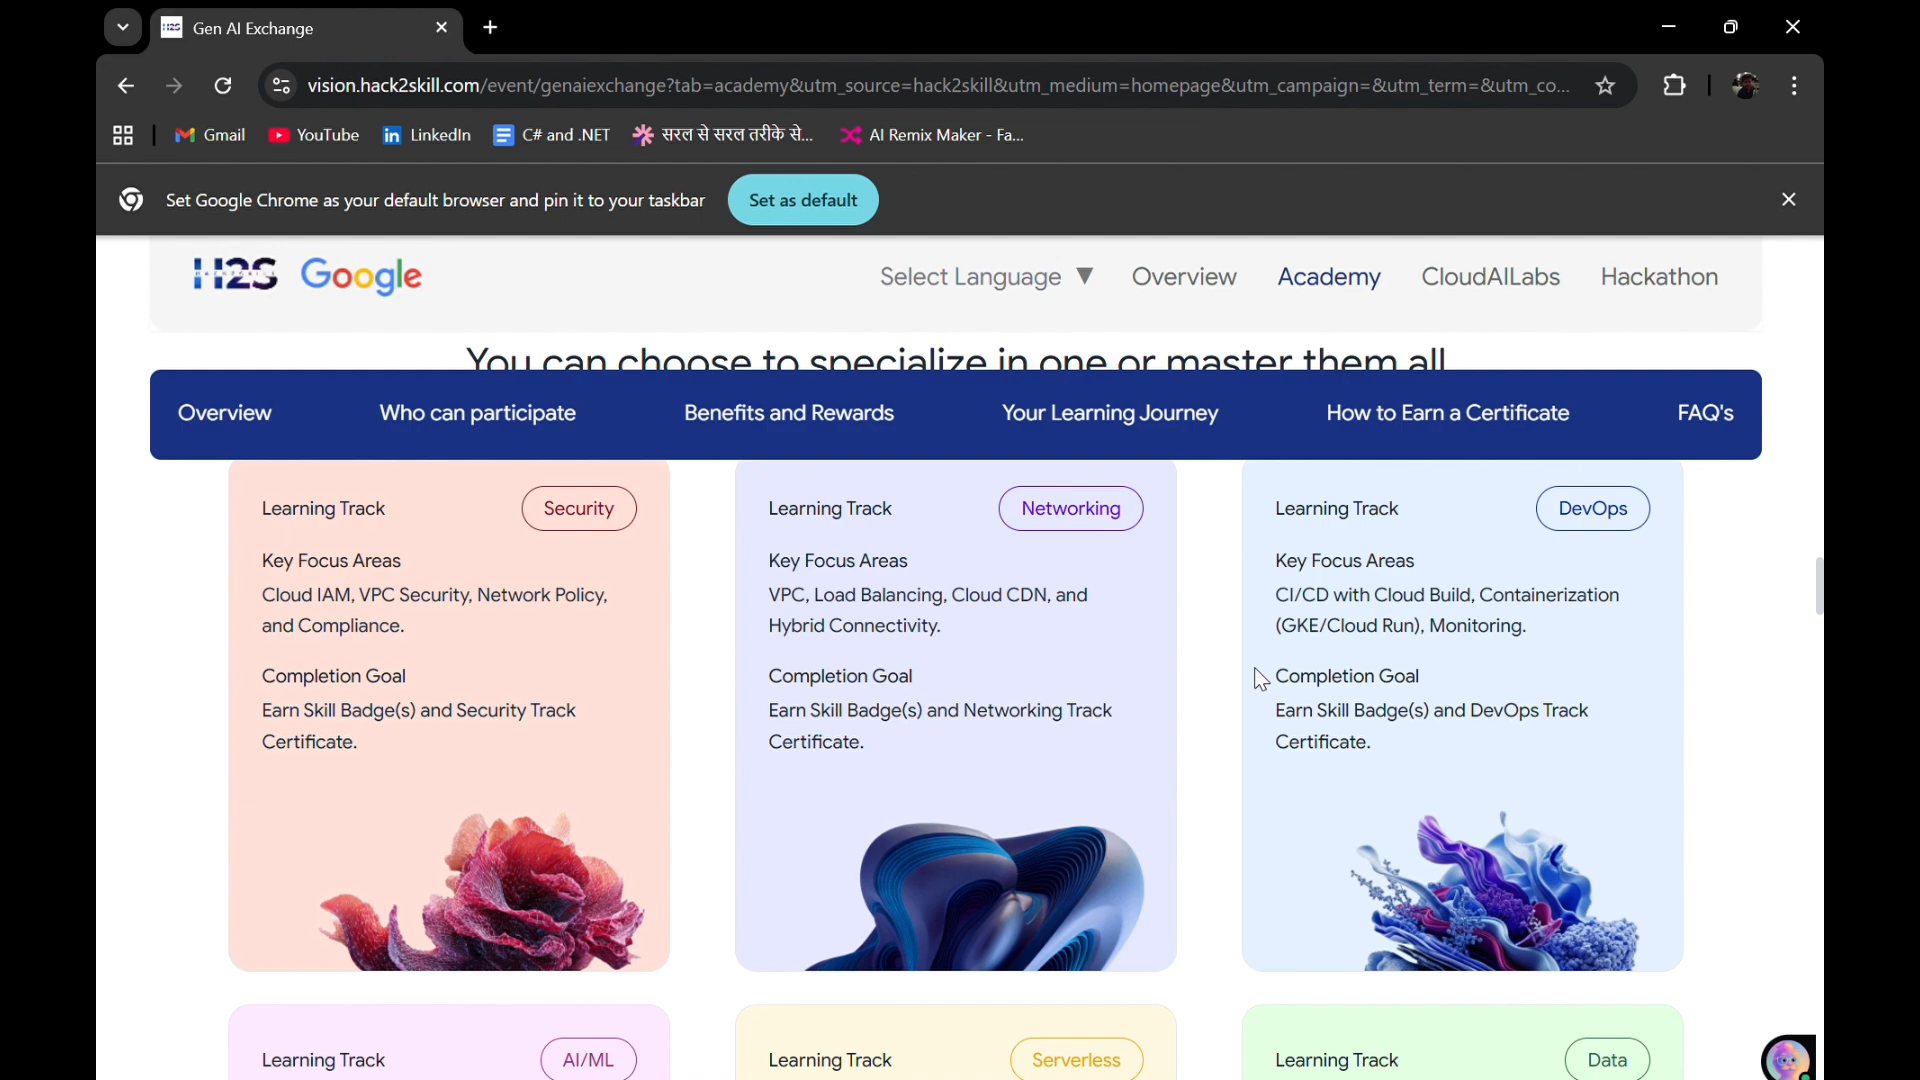 H2S Gen AI Exchange
vision.hack2skill.com/event/genaiexchange?tab=academy&utm_source=hack2skill&utm_medium=homepage&utm_campaign=&utm_term=&utm_co...
Gmail YouTube LinkedIn C# and .NET सरल से सरल तरीके से... AI Remix Maker - Fa...
Set Google Chrome as your default browser and pin it to your taskbar Set as default
H2S Google Select Language ▼ Overview Academy CloudAILabs Hackathon
You can choose to specialize in one or master them all
Overview Who can participate Benefits and Rewards Your Learning Journey How to Earn a Certificate FAQ's
Learning Track Security
Key Focus Areas
Cloud IAM, VPC Security, Network Policy,
and Compliance.
Completion Goal
Earn Skill Badge(s) and Security Track
Certificate.
Learning Track Networking
Key Focus Areas
VPC, Load Balancing, Cloud CDN, and
Hybrid Connectivity.
Completion Goal
Earn Skill Badge(s) and Networking Track
Certificate.
Learning Track DevOps
Key Focus Areas
CI/CD with Cloud Build, Containerization
(GKE/Cloud Run), Monitoring.
Completion Goal
Earn Skill Badge(s) and DevOps Track
Certificate.
Learning Track AI/ML
Learning Track Serverless
Learning Track Data